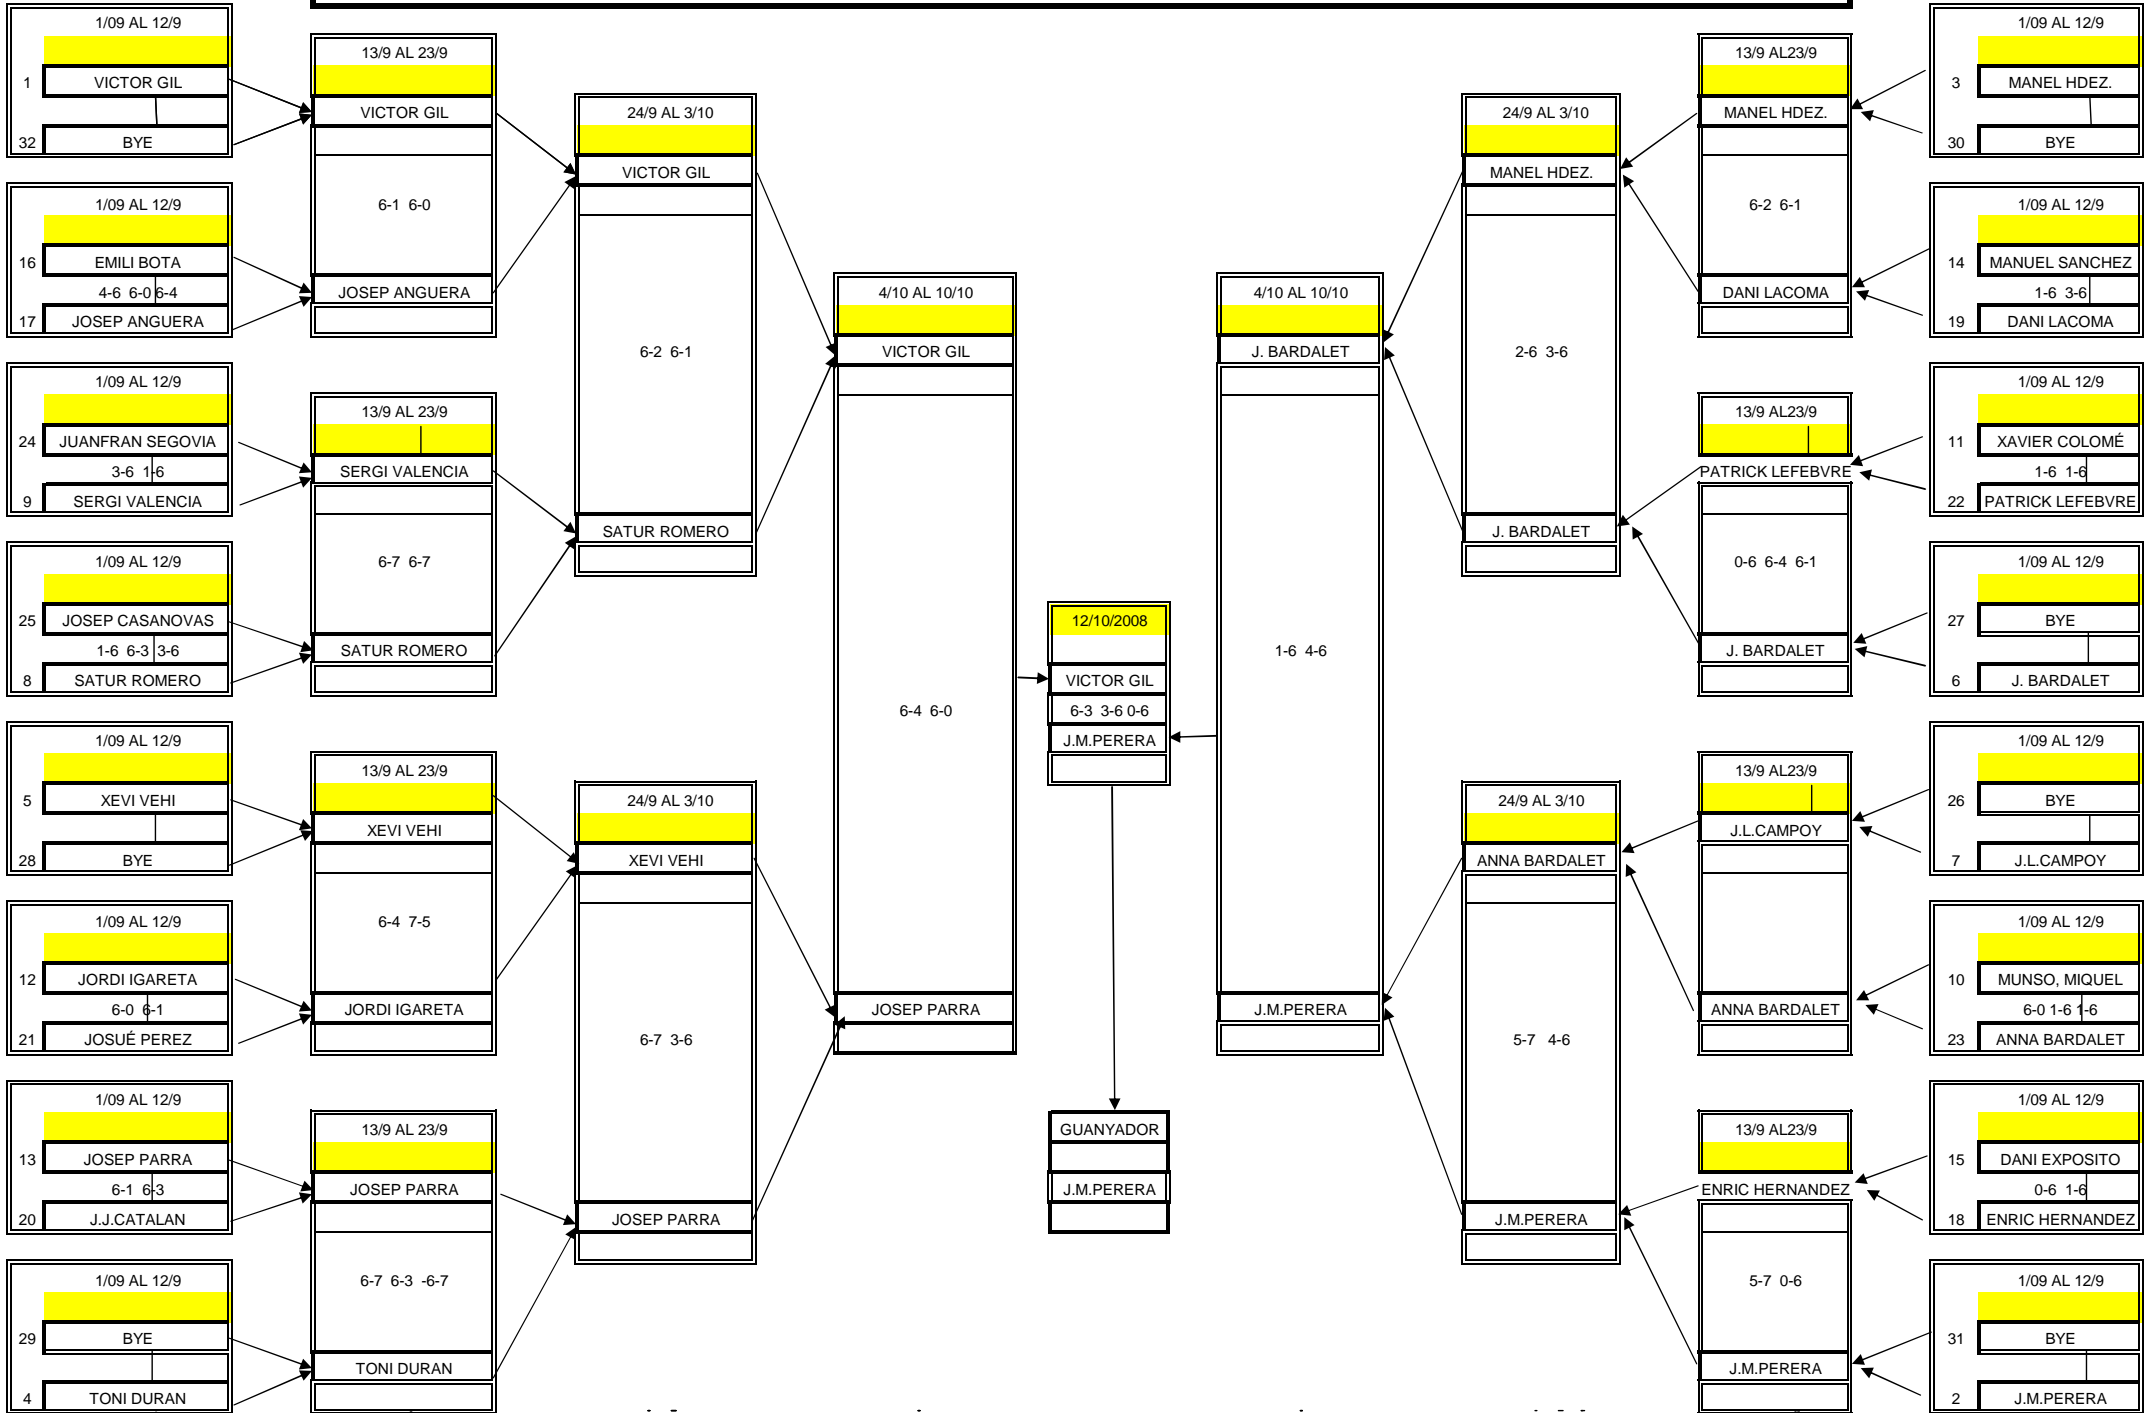 1/09 AL 12/9
1 VICTOR GIL
32 BYE
1/09 AL 12/9
16 EMILI BOTA
4-6 6-0 6-4
17 JOSEP ANGUERA
1/09 AL 12/9
24 JUANFRAN SEGOVIA
3-6 1-6
9 SERGI VALENCIA
1/09 AL 12/9
25 JOSEP CASANOVAS
1-6 6-3 3-6
8 SATUR ROMERO
1/09 AL 12/9
5 XEVI VEHI
28 BYE
1/09 AL 12/9
12 JORDI IGARETA
6-0 6-1
21 JOSUÉ PEREZ
1/09 AL 12/9
13 JOSEP PARRA
6-1 6-3
20 J.J.CATALAN
1/09 AL 12/9
29 BYE
4 TONI DURAN
13/9 AL 23/9
VICTOR GIL
6-1 6-0
JOSEP ANGUERA
13/9 AL 23/9
SERGI VALENCIA
6-7 6-7
SATUR ROMERO
13/9 AL 23/9
XEVI VEHI
6-4 7-5
JORDI IGARETA
13/9 AL 23/9
JOSEP PARRA
6-7 6-3 -6-7
TONI DURAN
24/9 AL 3/10
VICTOR GIL
6-2 6-1
SATUR ROMERO
24/9 AL 3/10
XEVI VEHI
6-7 3-6
JOSEP PARRA
4/10 AL 10/10
VICTOR GIL
6-4 6-0
JOSEP PARRA
12/10/2008
VICTOR GIL
6-3 3-6 0-6
J.M.PERERA
GUANYADOR
J.M.PERERA
4/10 AL 10/10
J. BARDALET
1-6 4-6
J.M.PERERA
24/9 AL 3/10
MANEL HDEZ.
2-6 3-6
J. BARDALET
24/9 AL 3/10
ANNA BARDALET
5-7 4-6
J.M.PERERA
13/9 AL23/9
MANEL HDEZ.
6-2 6-1
DANI LACOMA
13/9 AL23/9
PATRICK LEFEBVRE
0-6 6-4 6-1
J. BARDALET
13/9 AL23/9
J.L.CAMPOY
ANNA BARDALET
13/9 AL23/9
ENRIC HERNANDEZ
5-7 0-6
J.M.PERERA
1/09 AL 12/9
3 MANEL HDEZ.
30 BYE
1/09 AL 12/9
14 MANUEL SANCHEZ
1-6 3-6
19 DANI LACOMA
1/09 AL 12/9
11 XAVIER COLOMÉ
1-6 1-6
22 PATRICK LEFEBVRE
1/09 AL 12/9
27 BYE
6 J. BARDALET
1/09 AL 12/9
26 BYE
7 J.L.CAMPOY
1/09 AL 12/9
10 MUNSO, MIQUEL
6-0 1-6 1-6
23 ANNA BARDALET
1/09 AL 12/9
15 DANI EXPOSITO
0-6 1-6
18 ENRIC HERNANDEZ
1/09 AL 12/9
31 BYE
2 J.M.PERERA